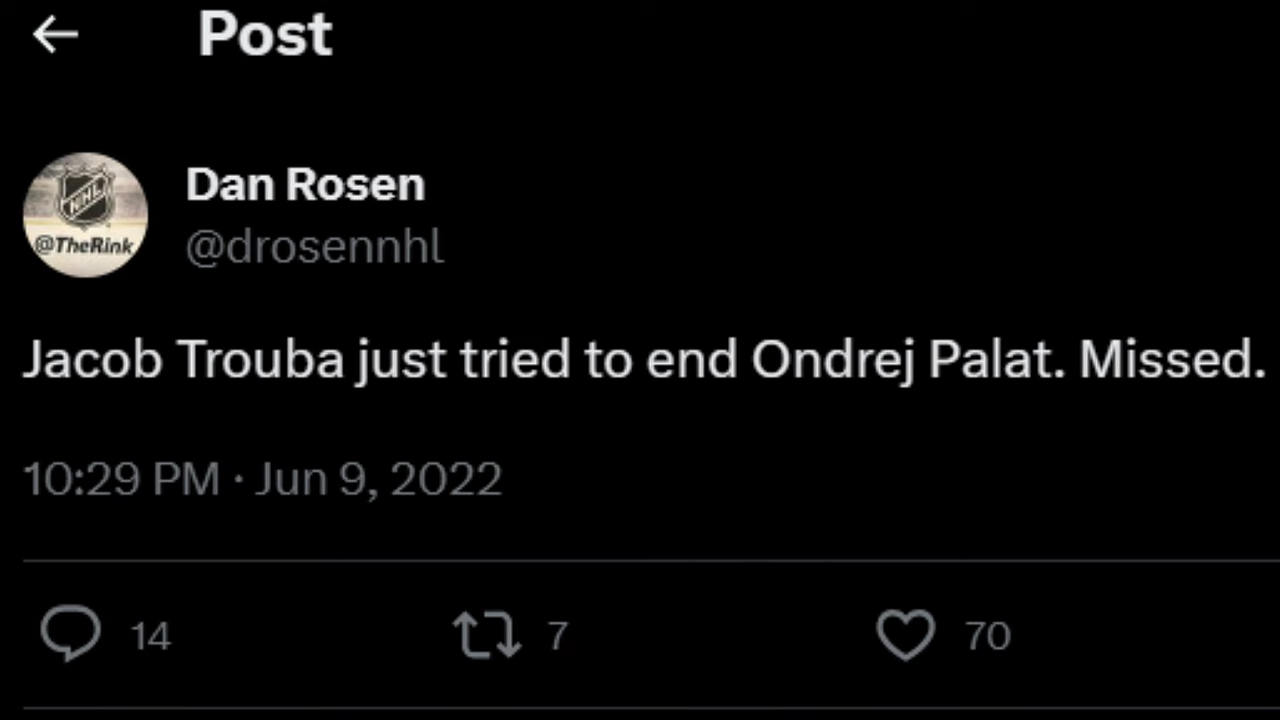 Post
NHL
@TheRink
Dan Rosen
@drosennhl
Jacob Trouba just tried to end Ondrej Palat. Missed.
10:29 PM · Jun 9, 2022
14 7 70